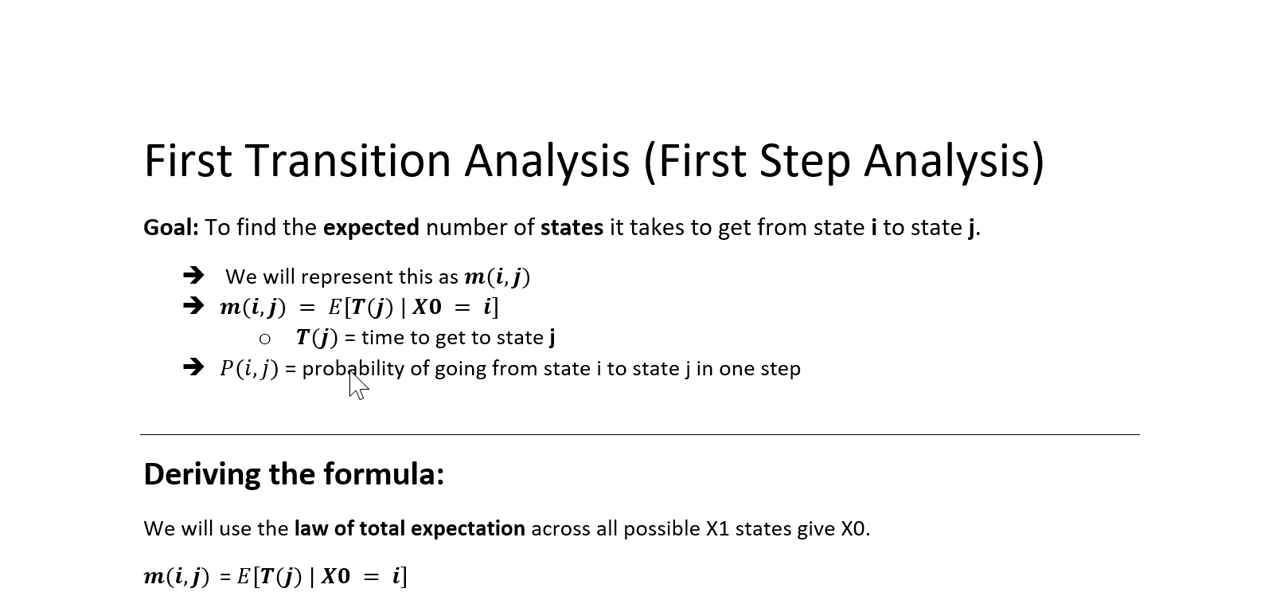 First Transition Analysis (First Step Analysis)
Goal: To find the expected number of states it takes to get from state i to state j.
➔ We will represent this as m(i,j)
➔ m(i,j) = E[T(j) | X0 = i]
○ T(j) = time to get to state j
➔ P(i,j) = probability of going from state i to state j in one step
Deriving the formula:
We will use the law of total expectation across all possible X1 states give X0.
m(i,j) = E[T(j) | X0 = i]